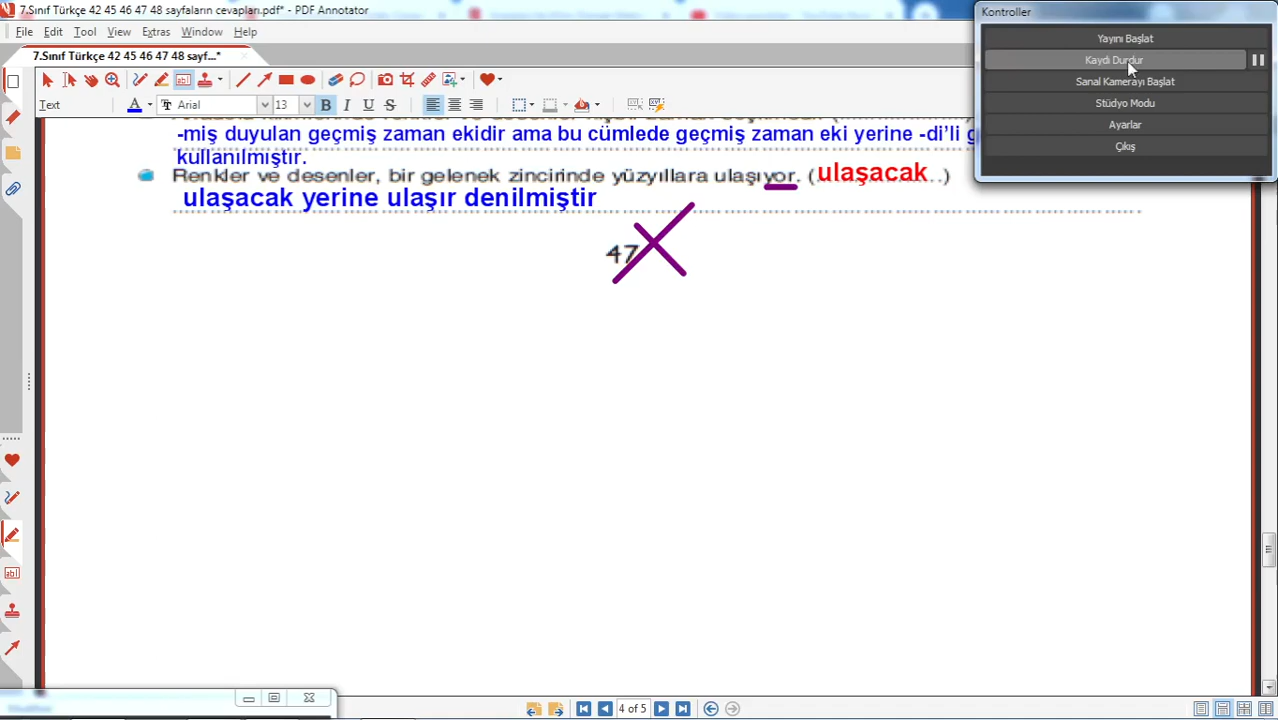 7.Sınıf Türkçe 42 45 46 47 48 sayfaların cevapları.pdf* - PDF Annotator
File Edit Tool View Extras Window Help
7.Sınıf Türkçe 42 45 46 47 48 sayf...*
Text
Arial
13
B I U S
-miş duyulan geçmiş zaman ekidir ama bu cümlede geçmiş zaman eki yerine -di'li g
kullanılmıştır.
Renkler ve desenler, bir gelenek zincirinde yüzyıllara ulaşıyor. (ulaşacak..)
ulaşacak yerine ulaşır denilmiştir
47
Kontroller
Yayını Başlat
Kaydı Durdur
Sanal Kamerayı Başlat
Stüdyo Modu
Ayarlar
Çıkış
4 of 5